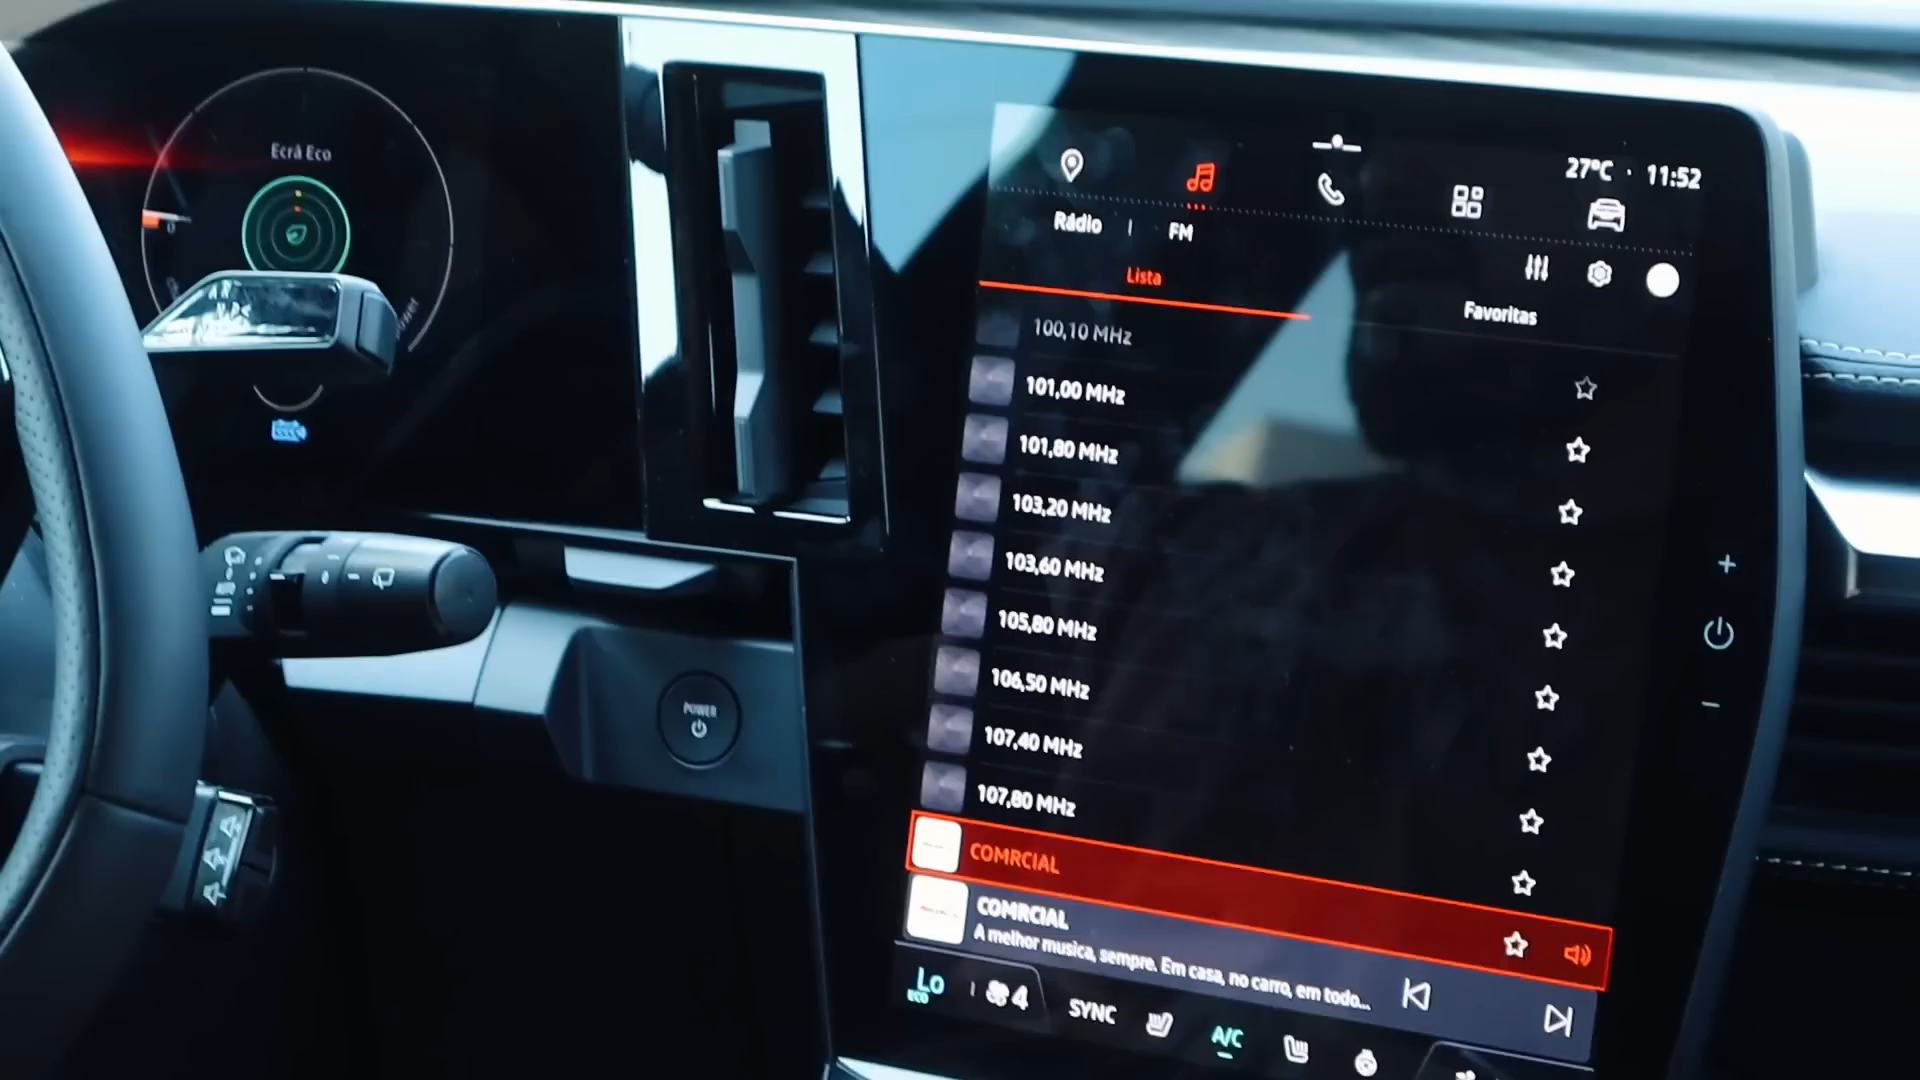 Ecrã Eco
0
27°C · 11:52
Rádio | FM
Lista
Favoritas
100,10 MHz
101,00 MHz
101,80 MHz
103,20 MHz
103,60 MHz
105,80 MHz
106,50 MHz
107,40 MHz
107,80 MHz
COMRCIAL
COMRCIAL
A melhor musica, sempre. Em casa, no carro, em todo...
Lo
ECO
4
SYNC
A/C
POWER